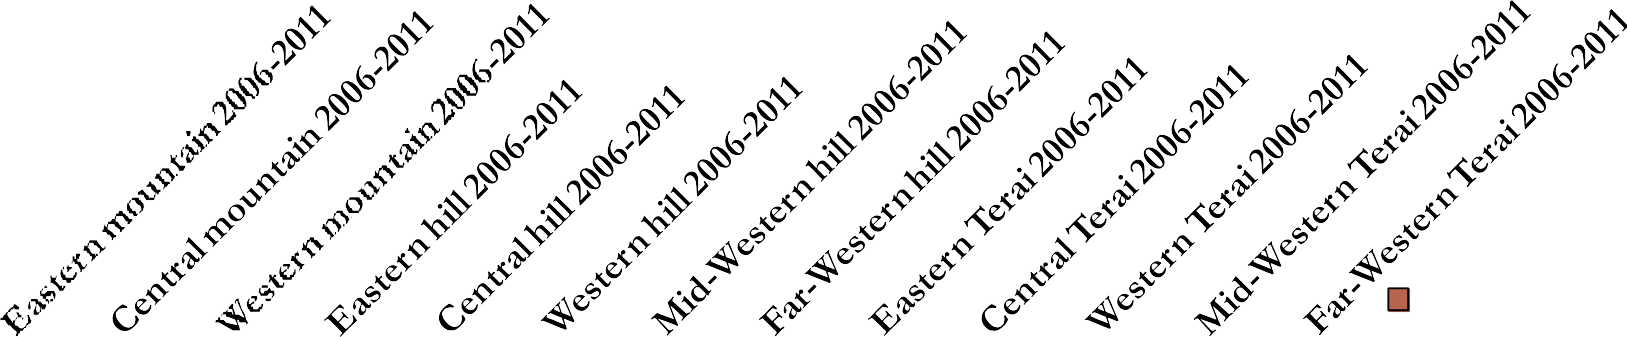 Eastern mountain 2006-2011
Central mountain 2006-2011
Western mountain 2006-2011
Eastern hill 2006-2011
Central hill 2006-2011
Western hill 2006-2011
Mid-Western hill 2006-2011
Far-Western hill 2006-2011
Eastern Terai 2006-2011
Central Terai 2006-2011
Western Terai 2006-2011
Mid-Western Terai 2006-2011
Far-Western Terai 2006-2011